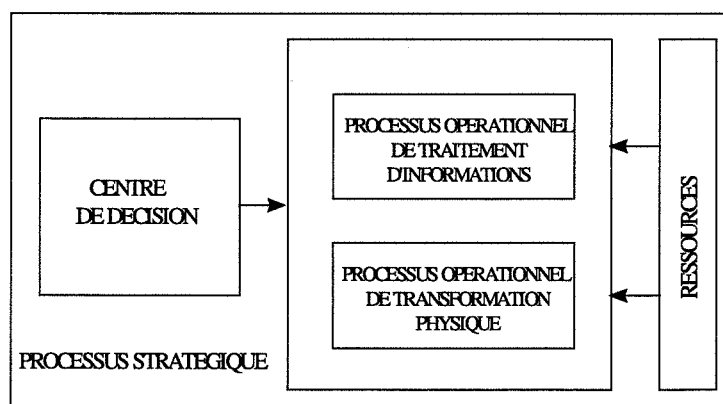 CENTRE
DE DECISION
PROCESSUS OPERATIONNEL
DE TRAITEMENT
D'INFORMATIONS
PROCESSUS OPERATIONNEL
DE TRANSFORMATION
PHYSIQUE
RESSOURCES
PROCESSUS STRATEGIQUE